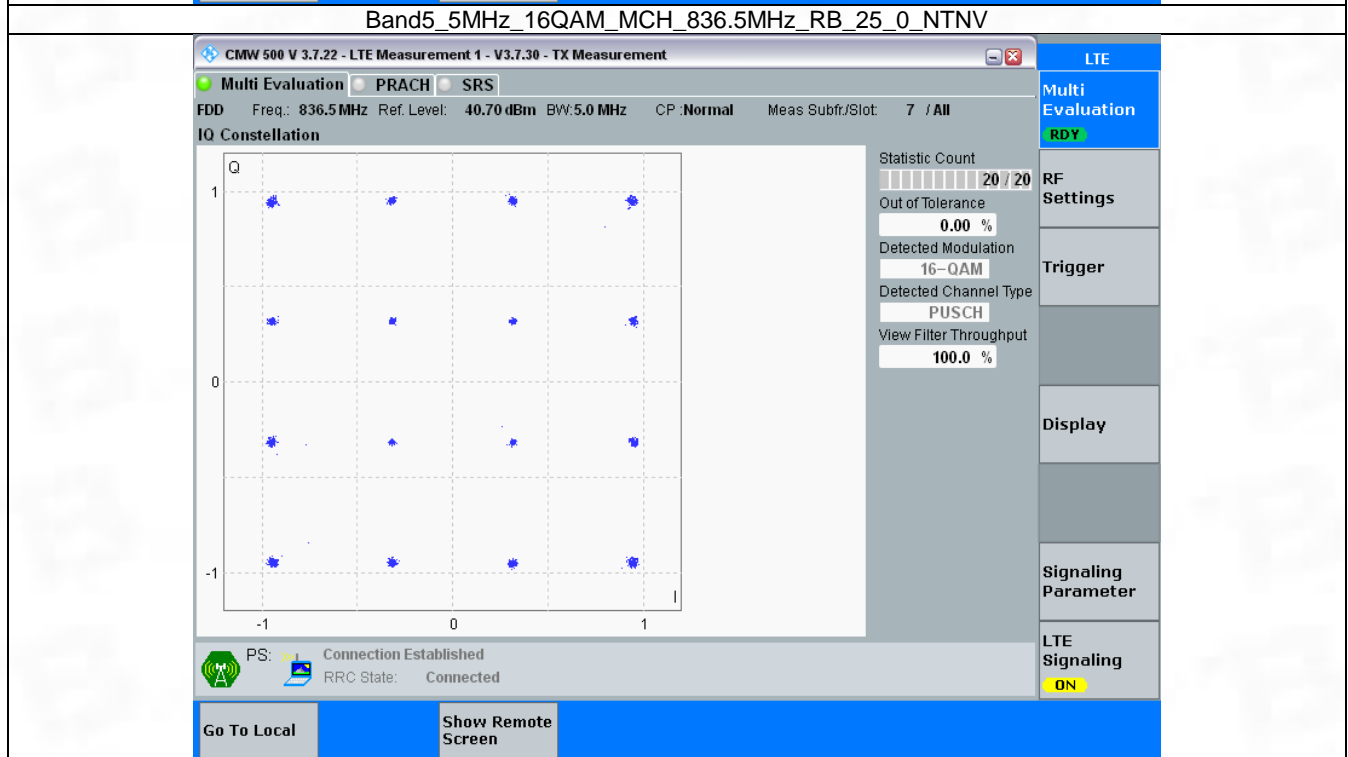 Band5_5MHz_16QAM_MCH_836.5MHz_RB_25_0_NTNV
CMW 500 V 3.7.22 - LTE Measurement 1 - V3.7.30 - TX Measurement
LTE
Multi Evaluation PRACH SRS
Multi Evaluation
RDY
FDD Freq.: 836.5 MHz Ref. Level: 40.70 dBm BW:5.0 MHz CP :Normal Meas Subfr./Slot: 7 / All
IQ Constellation
Q
1
0
-1
I
-1 0 1
Statistic Count
20 / 20
Out of Tolerance
0.00 %
Detected Modulation
16-QAM
Detected Channel Type
PUSCH
View Filter Throughput
100.0 %
RF
Settings
Trigger
Display
Signaling
Parameter
LTE
Signaling
ON
PS: Connection Established
RRC State: Connected
Go To Local
Show Remote
Screen